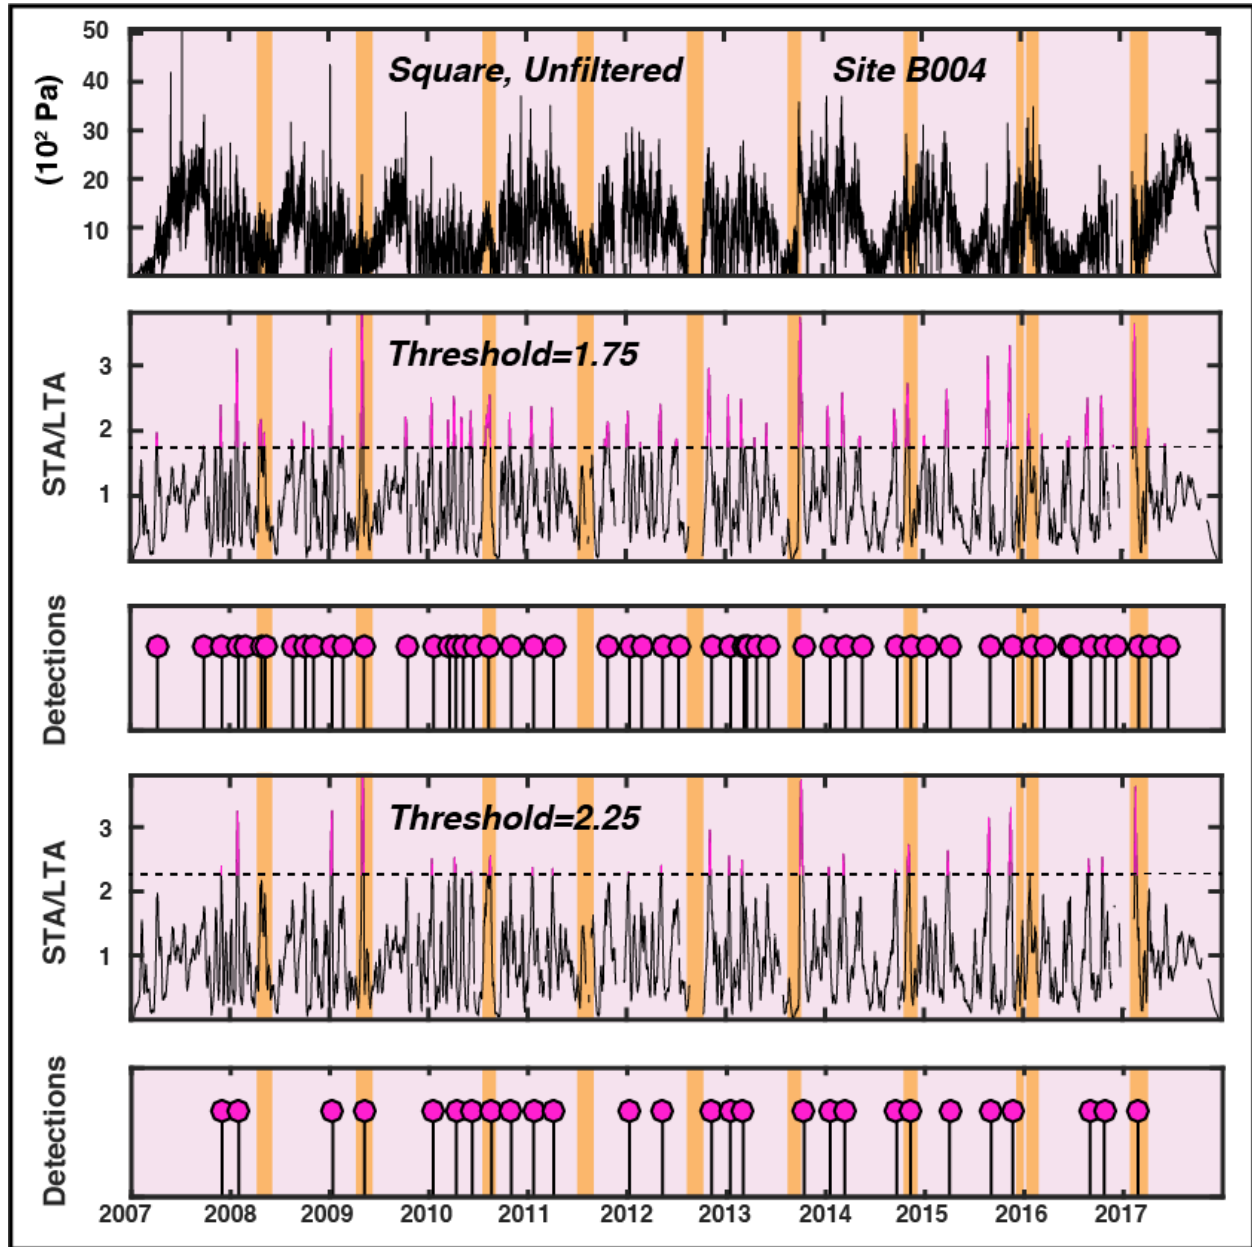 50
40
30
20
10
(10² Pa)
Square, Unfiltered
Site B004
3
2
1
STA/LTA
Threshold=1.75
Detections
3
2
1
STA/LTA
Threshold=2.25
Detections
2007 2008 2009 2010 2011 2012 2013 2014 2015 2016 2017